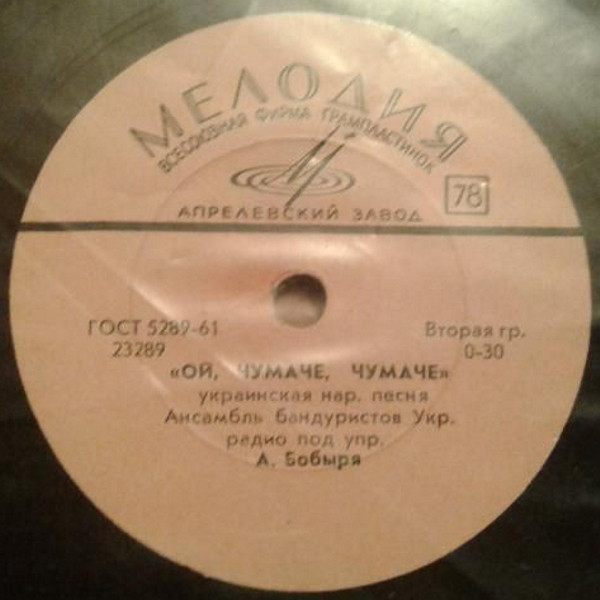 МЕЛОДИЯ
ВСЕСОЮЗНАЯ ФИРМА ГРАМПЛАСТИНОК
78
АПРЕЛЕВСКИЙ ЗАВОД
ГОСТ 5289-61
Вторая гр.
23289
0-30
«ОЙ, ЧУМАЧЕ, ЧУМАЧЕ»
украинская нар. песня
Ансамбль бандуристов Укр.
радио под упр.
А. Бобыря